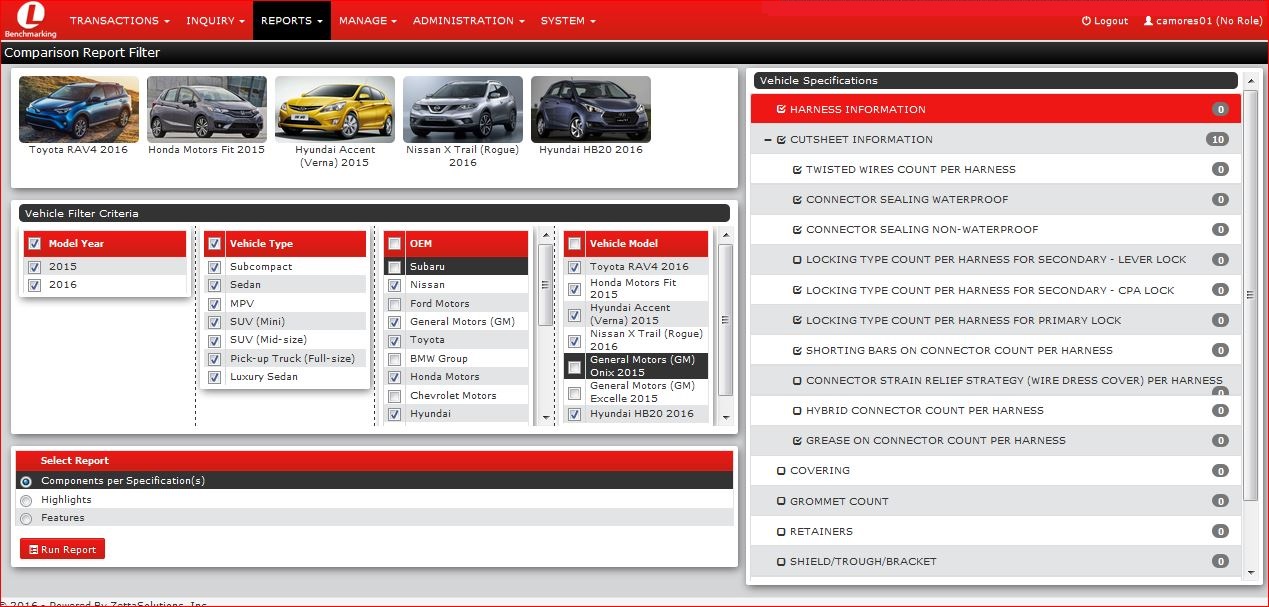 L
Benchmarking
TRANSACTIONS INQUIRY REPORTS MANAGE ADMINISTRATION SYSTEM
Logout camores01 (No Role)
Comparison Report Filter
Toyota RAV4 2016
Honda Motors Fit 2015
Hyundai Accent
(Verna) 2015
Nissan X Trail (Rogue)
2016
Hyundai HB20 2016
Vehicle Filter Criteria
Model Year
2015
2016
Vehicle Type
Subcompact
Sedan
MPV
SUV (Mini)
SUV (Mid-size)
Pick-up Truck (Full-size)
Luxury Sedan
OEM
Subaru
Nissan
Ford Motors
General Motors (GM)
Toyota
BMW Group
Honda Motors
Chevrolet Motors
Hyundai
Vehicle Model
Toyota RAV4 2016
Honda Motors Fit
2015
Hyundai Accent
(Verna) 2015
Nissan X Trail (Rogue)
2016
General Motors (GM)
Onix 2015
General Motors (GM)
Excelle 2015
Hyundai HB20 2016
Select Report
Components per Specification(s)
Highlights
Features
Run Report
Vehicle Specifications
HARNESS INFORMATION 0
CUTSHEET INFORMATION 10
TWISTED WIRES COUNT PER HARNESS 0
CONNECTOR SEALING WATERPROOF 0
CONNECTOR SEALING NON-WATERPROOF 0
LOCKING TYPE COUNT PER HARNESS FOR SECONDARY - LEVER LOCK 0
LOCKING TYPE COUNT PER HARNESS FOR SECONDARY - CPA LOCK 0
LOCKING TYPE COUNT PER HARNESS FOR PRIMARY LOCK 0
SHORTING BARS ON CONNECTOR COUNT PER HARNESS 0
CONNECTOR STRAIN RELIEF STRATEGY (WIRE DRESS COVER) PER HARNESS 0
HYBRID CONNECTOR COUNT PER HARNESS 0
GREASE ON CONNECTOR COUNT PER HARNESS 0
COVERING 0
GROMMET COUNT 0
RETAINERS 0
SHIELD/TROUGH/BRACKET 0
© 2016 - Powered By ZettaSolutions, Inc.